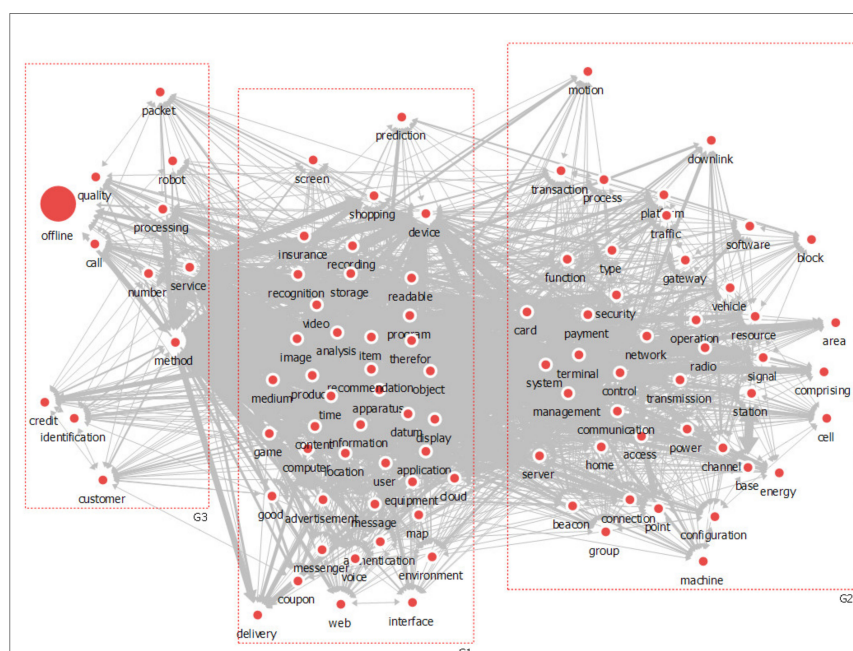 motion
packet
prediction
downlink
robot
screen
transaction
process
quality
shopping
platform
offline
processing
device
traffic
software
block
call
insurance
recording
function
type
gateway
number
service
recognition
storage
readable
security
vehicle
video
program
card
payment
operation
resource
area
method
image
analysis
item
therefor
network
radio
signal
medium
product
recommendation
object
system
terminal
control
transmission
comprising
credit
time
apparatus
management
station
identification
content
information
datum
display
communication
cell
game
computer
location
application
home
access
power
channel
customer
user
equipment
cloud
server
base
energy
good
advertisement
message
map
beacon
connection
point
configuration
G3
messenger
authentication
voice
environment
group
coupon
machine
delivery
web
interface
G2
G1